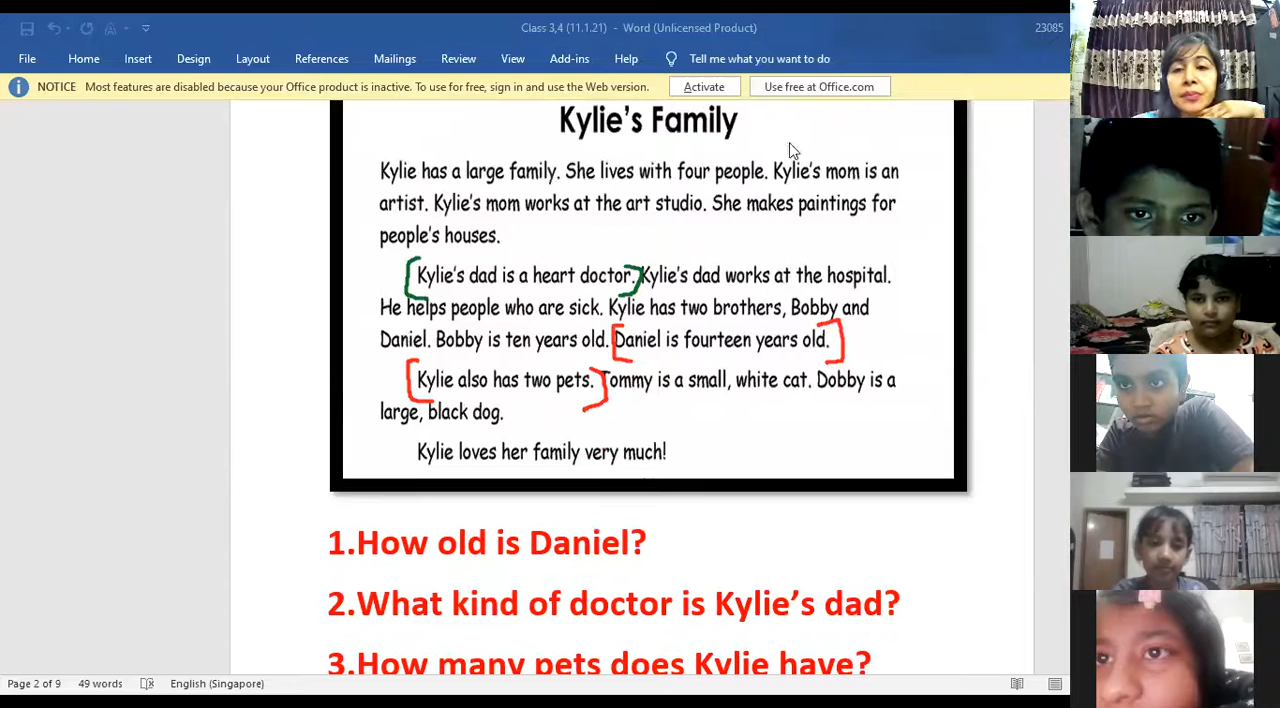 Class 3,4 (11.1.21) - Word (Unlicensed Product)
23085
File Home Insert Design Layout References Mailings Review View Add-ins Help Tell me what you want to do
NOTICE Most features are disabled because your Office product is inactive. To use for free, sign in and use the Web version. Activate Use free at Office.com
Kylie's Family
Kylie has a large family. She lives with four people. Kylie's mom is an
artist. Kylie's mom works at the art studio. She makes paintings for
people's houses.
Kylie's dad is a heart doctor. Kylie's dad works at the hospital.
He helps people who are sick. Kylie has two brothers, Bobby and
Daniel. Bobby is ten years old. Daniel is fourteen years old.
Kylie also has two pets. Tommy is a small, white cat. Dobby is a
large, black dog.
Kylie loves her family very much!
1.How old is Daniel?
2.What kind of doctor is Kylie's dad?
3.How many pets does Kylie have?
Page 2 of 9 49 words English (Singapore)